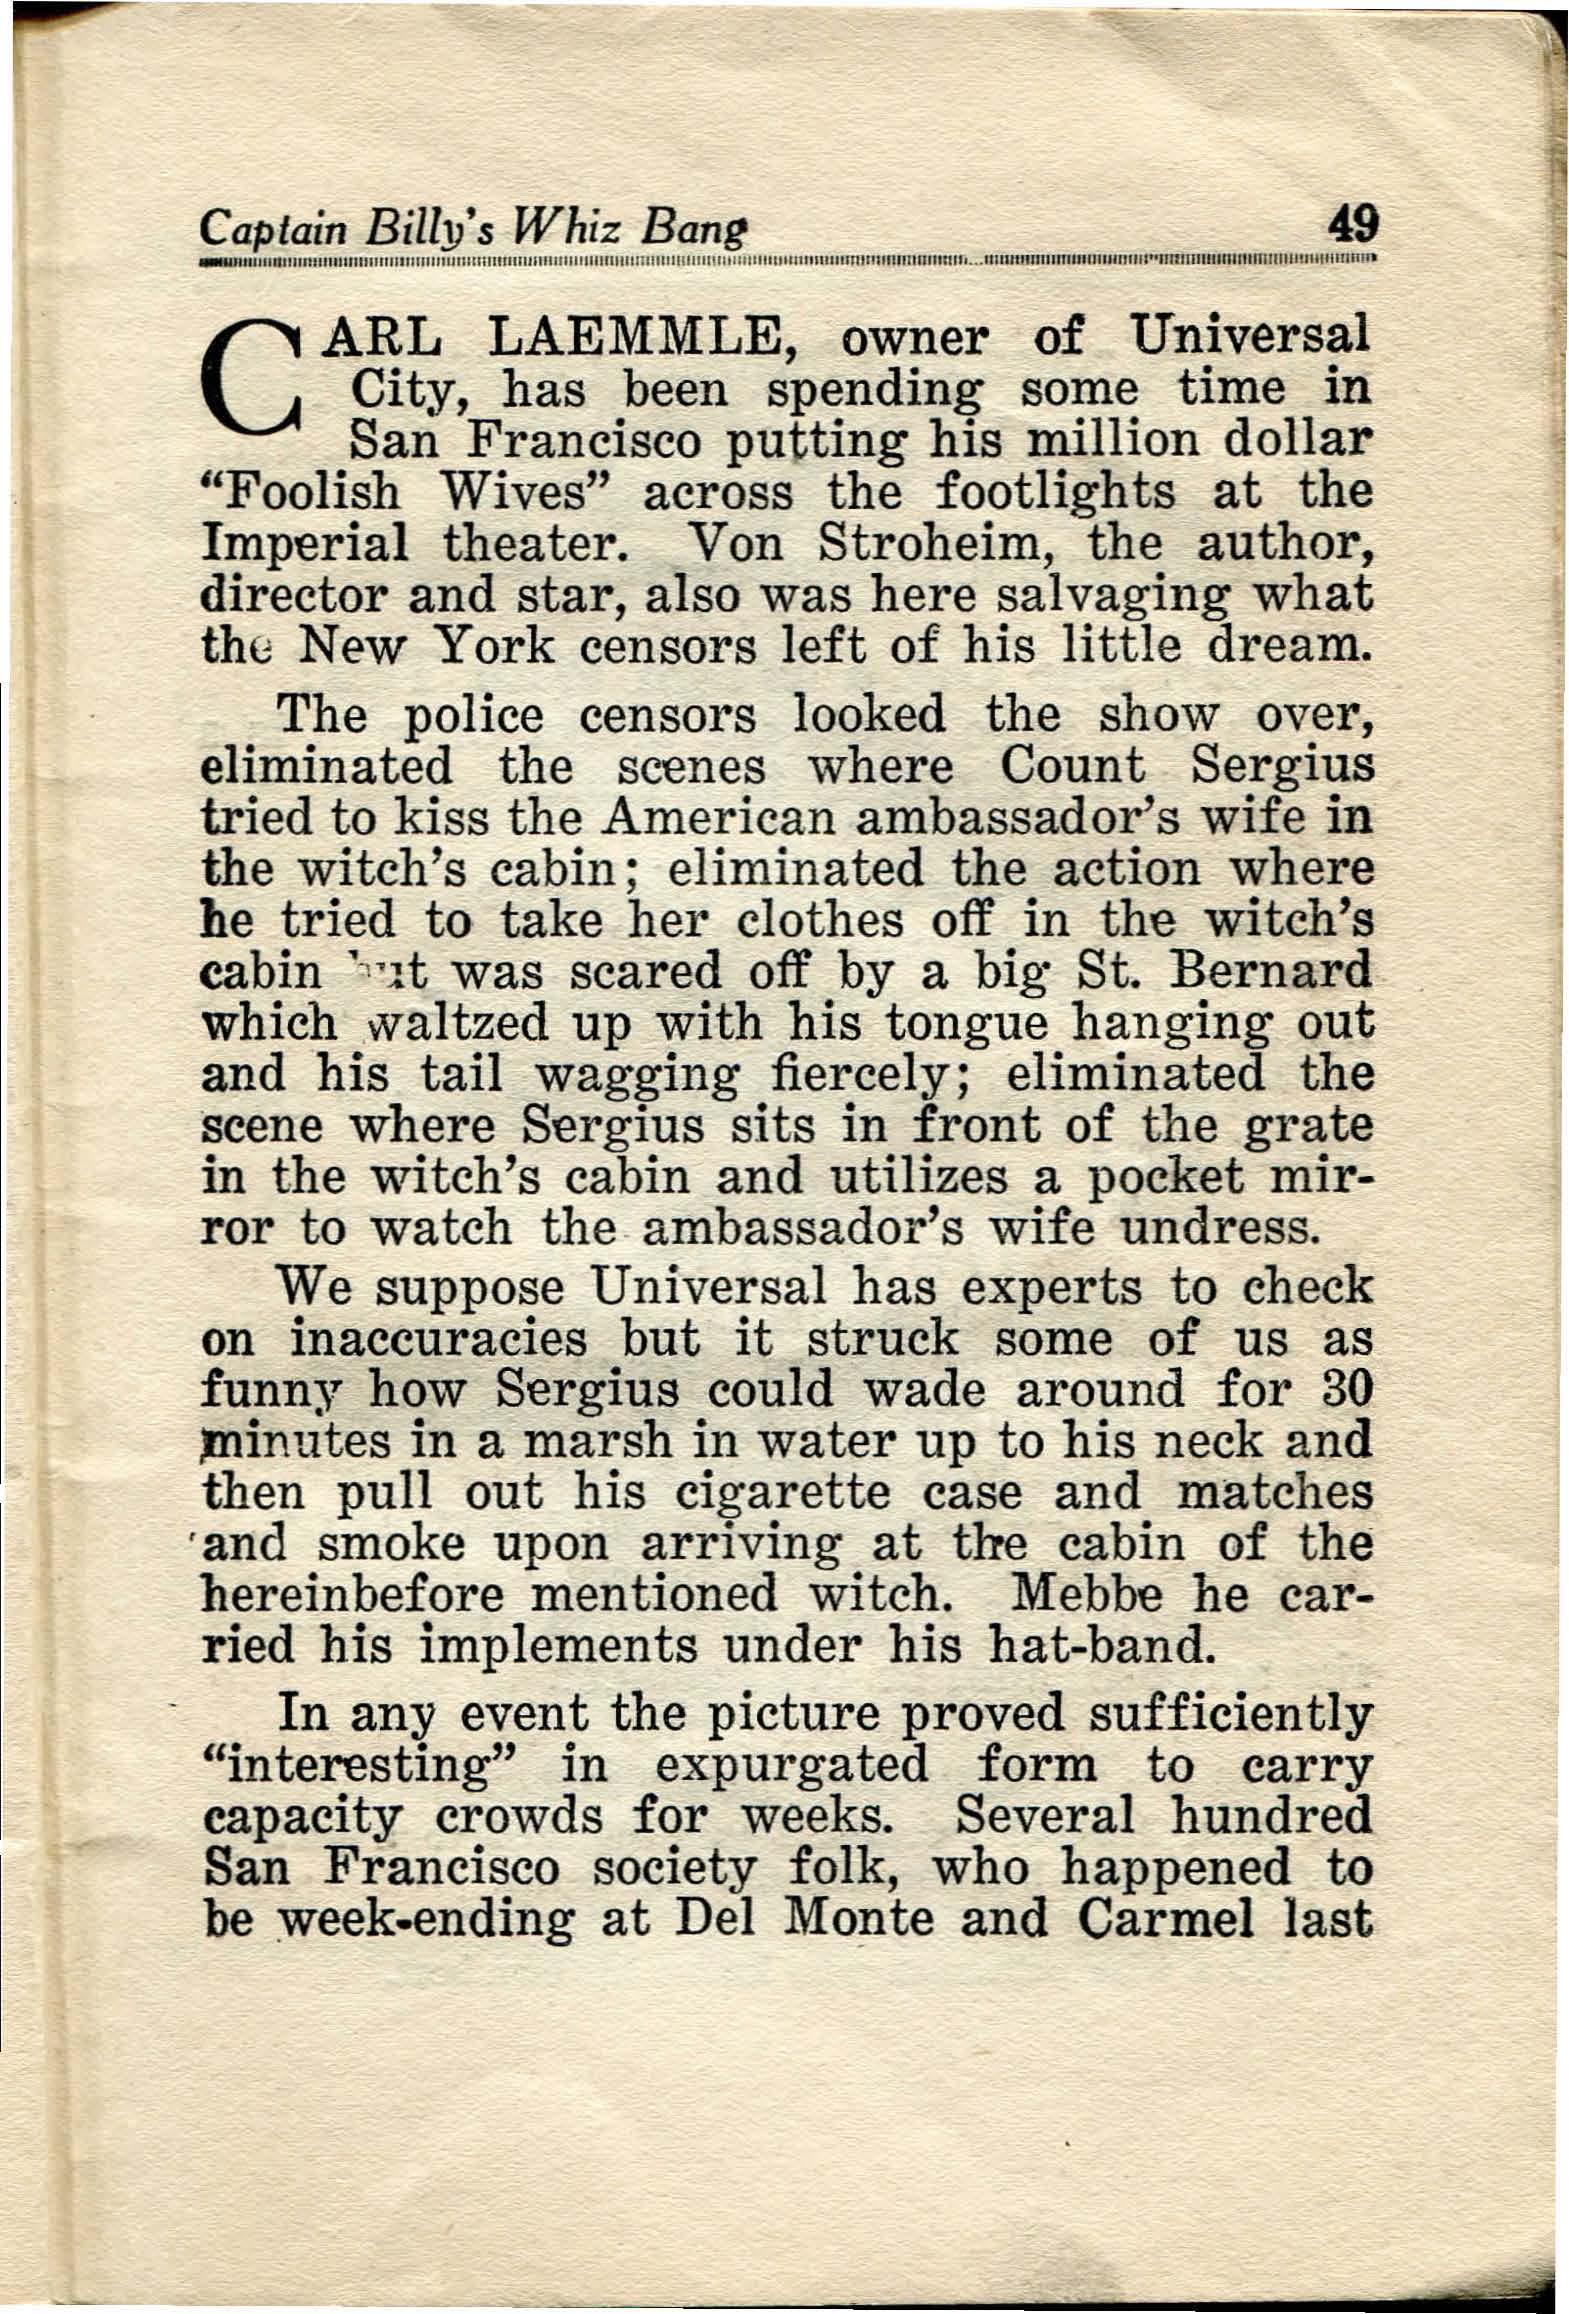 Captain Billy's Whiz Bang 49
CARL LAEMMLE, owner of Universal
City, has been spending some time in
San Francisco putting his million dollar
“Foolish Wives” across the footlights at the
Imperial theater. Von Stroheim, the author,
director and star, also was here salvaging what
the New York censors left of his little dream.
The police censors looked the show over,
eliminated the scenes where Count Sergius
tried to kiss the American ambassador's wife in
the witch's cabin; eliminated the action where
he tried to take her clothes off in the witch's
cabin but was scared off by a big St. Bernard
which waltzed up with his tongue hanging out
and his tail wagging fiercely; eliminated the
scene where Sergius sits in front of the grate
in the witch's cabin and utilizes a pocket mir-
ror to watch the ambassador's wife undress.
We suppose Universal has experts to check
on inaccuracies but it struck some of us as
funny how Sergius could wade around for 30
minutes in a marsh in water up to his neck and
then pull out his cigarette case and matches
and smoke upon arriving at the cabin of the
hereinbefore mentioned witch. Mebbe he car-
ried his implements under his hat-band.
In any event the picture proved sufficiently
“interesting” in expurgated form to carry
capacity crowds for weeks. Several hundred
San Francisco society folk, who happened to
be week-ending at Del Monte and Carmel last